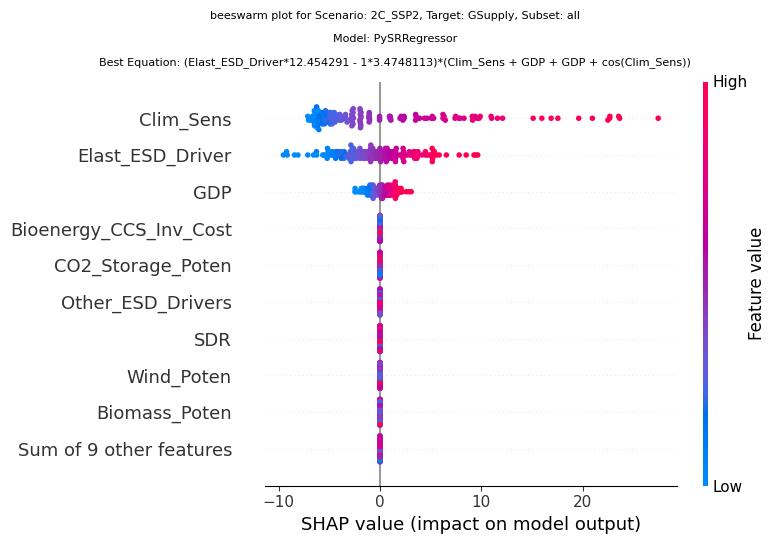 beeswarm plot for Scenario: 2C_SSP2, Target: GSupply, Subset: all
Model: PySRRegressor
Best Equation: (Elast_ESD_Driver*12.454291 - 1*3.4748113)*(Clim_Sens + GDP + GDP + cos(Clim_Sens))
High
Clim_Sens
Elast_ESD_Driver
GDP
Bioenergy_CCS_Inv_Cost
CO2_Storage_Poten
Other_ESD_Drivers
SDR
Wind_Poten
Biomass_Poten
Sum of 9 other features
Feature value
Low
−10 0 10 20
SHAP value (impact on model output)